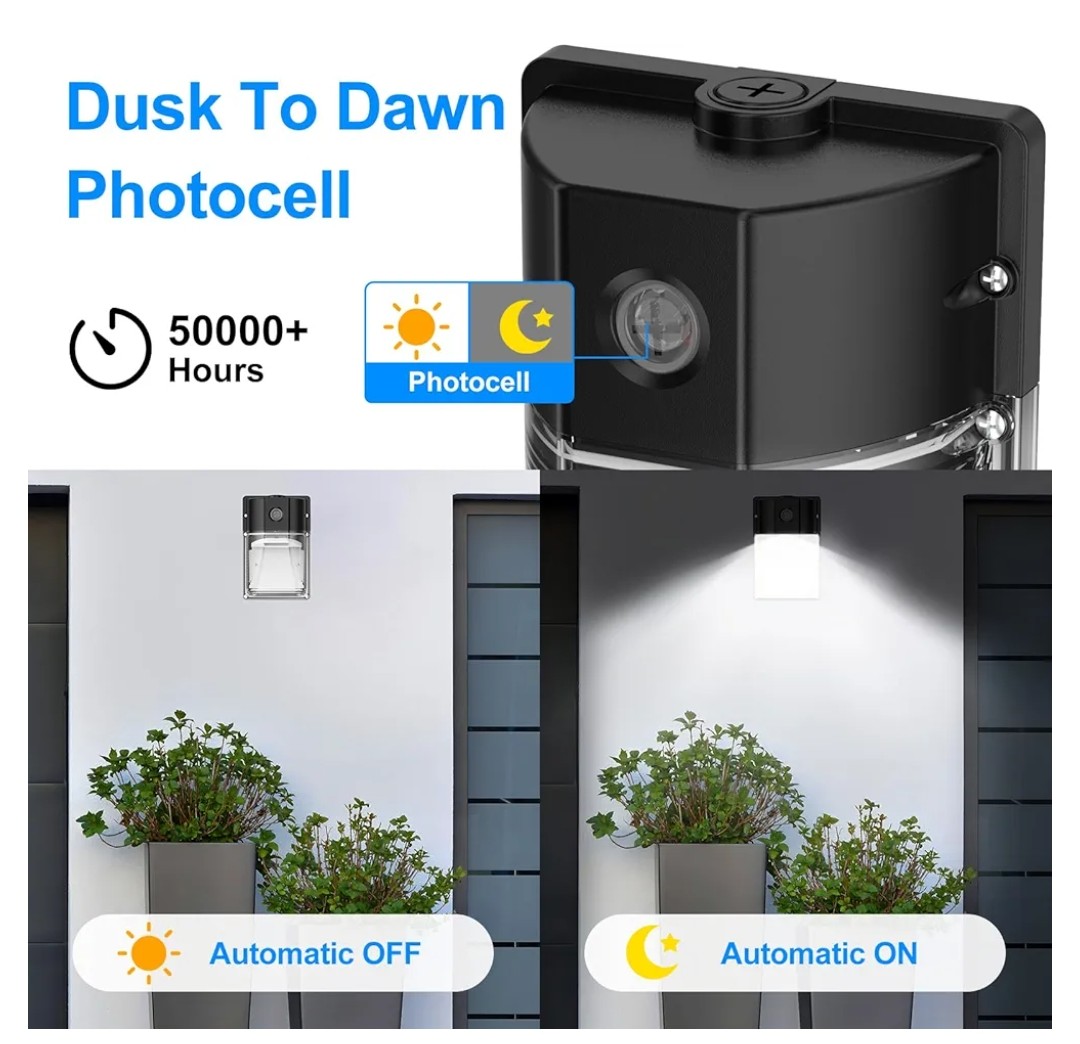 Dusk To Dawn
Photocell
50000+
Hours
Photocell
Automatic OFF
Automatic ON